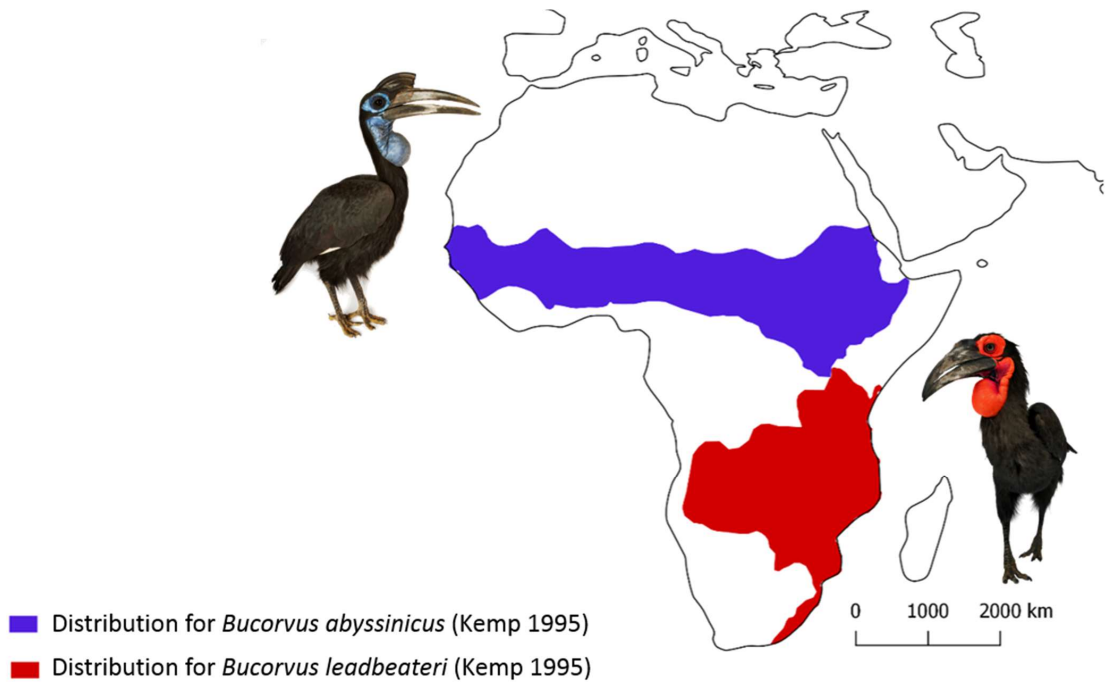 0 1000 2000 km
Distribution for Bucorvus abyssinicus (Kemp 1995)
Distribution for Bucorvus leadbeateri (Kemp 1995)